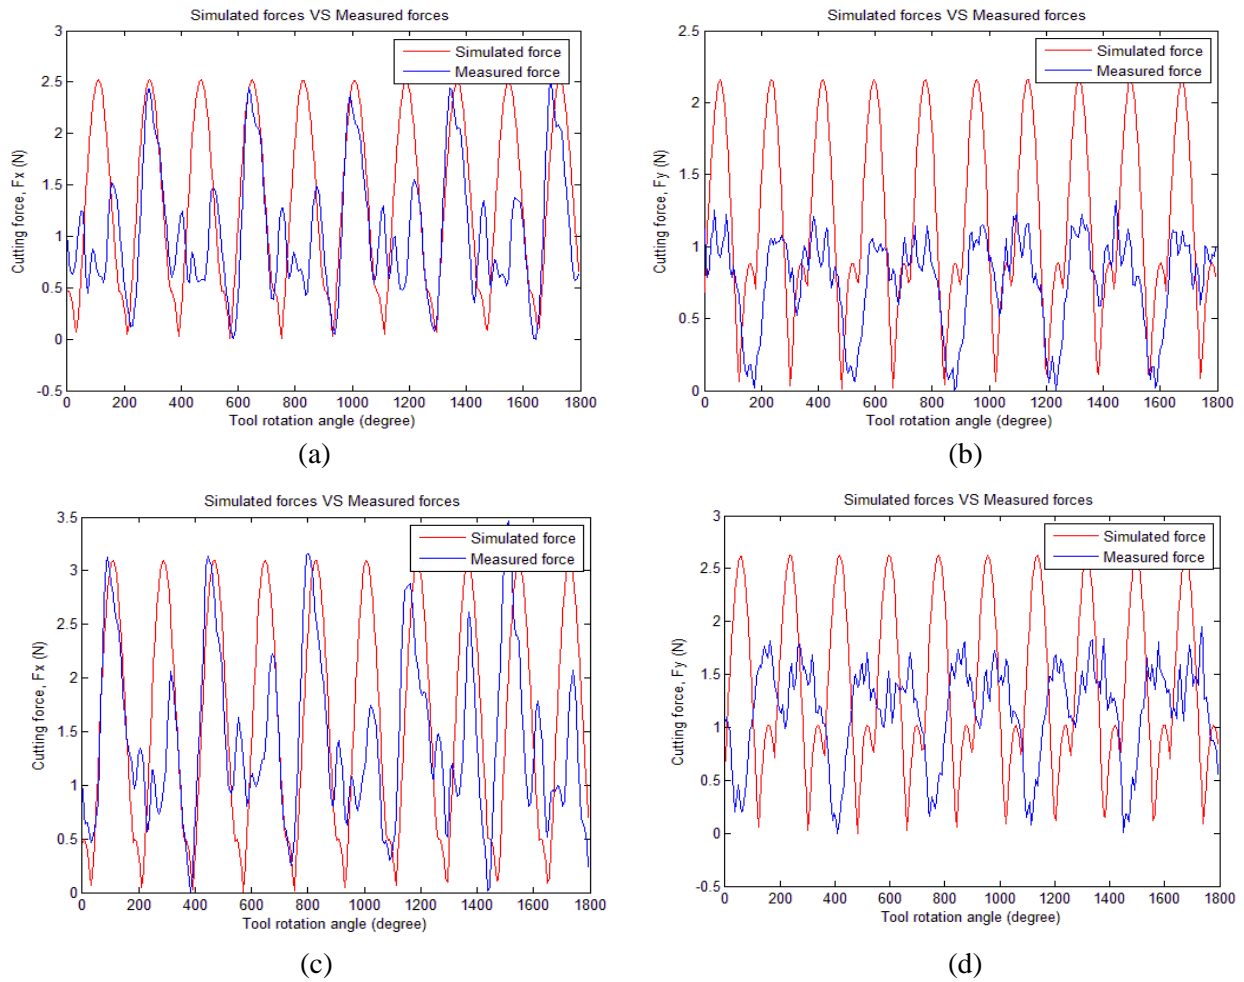 Simulated forces VS Measured forces
3
2.5
2
1.5
1
0.5
0
-0.5
Cutting force, Fx (N)
Simulated force
Measured force
0 200 400 600 800 1000 1200 1400 1600 1800
Tool rotation angle (degree)
(a)
Simulated forces VS Measured forces
2.5
2
1.5
1
0.5
0
Cutting force, Fy (N)
Simulated force
Measured force
0 200 400 600 800 1000 1200 1400 1600 1800
Tool rotation angle (degree)
(b)
Simulated forces VS Measured forces
3.5
3
2.5
2
1.5
1
0.5
0
Cutting force, Fx (N)
Simulated force
Measured force
0 200 400 600 800 1000 1200 1400 1600 1800
Tool rotation angle (degree)
(c)
Simulated forces VS Measured forces
3
2.5
2
1.5
1
0.5
0
-0.5
Cutting force, Fy (N)
Simulated force
Measured force
0 200 400 600 800 1000 1200 1400 1600 1800
Tool rotation angle (degree)
(d)